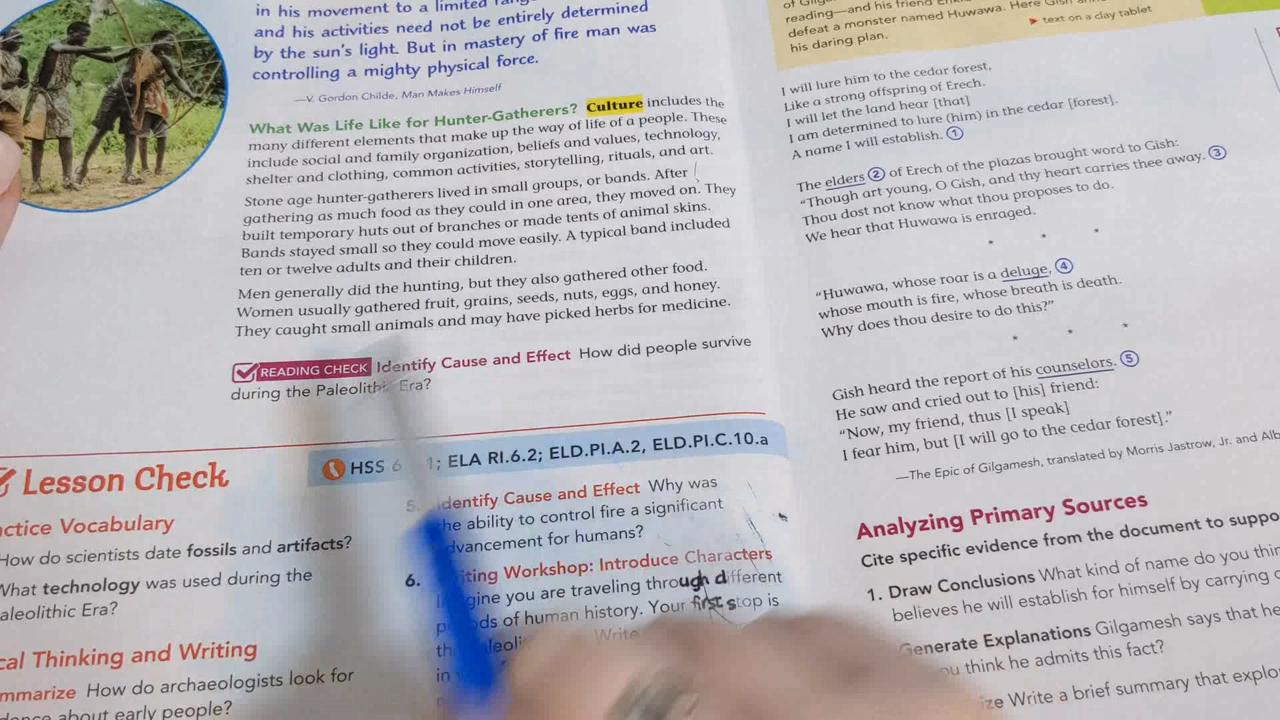 in his movement to a limited
and his activities need not be entirely determined
by the sun's light. But in mastery of fire man was
controlling a mighty physical force.
—V. Gordon Childe, Man Makes Himself
What Was Life Like for Hunter-Gatherers? Culture includes the
many different elements that make up the way of life of a people. These
include social and family organization, beliefs and values, technology,
shelter and clothing, common activities, storytelling, rituals, and art.
Stone age hunter-gatherers lived in small groups, or bands. After
gathering as much food as they could in one area, they moved on. They
built temporary huts out of branches or made tents of animal skins.
Bands stayed small so they could move easily. A typical band included
ten or twelve adults and their children.
Men generally did the hunting, but they also gathered other food.
Women usually gathered fruit, grains, seeds, nuts, eggs, and honey.
They caught small animals and may have picked herbs for medicine.
READING CHECK Identify Cause and Effect How did people survive
during the Paleolithic Era?
Lesson Check
HSS 6 1; ELA RI.6.2; ELD.PI.A.2, ELD.PI.C.10.a
actice Vocabulary
How do scientists date fossils and artifacts?
What technology was used during the
aleolithic Era?
cal Thinking and Writing
mmarize How do archaeologists look for
dence about early people?
5. dentify Cause and Effect Why was
he ability to control fire a significant
dvancement for humans?
6. iting Workshop: Introduce Characters
gine you are traveling through different
ds of human history. Your first stop is
Write
in
of Gilga
reading—and his friend
defeat a monster named Huwawa. Here Gish
his daring plan.
text on a clay tablet
I will lure him to the cedar forest,
Like a strong offspring of Erech.
I will let the land hear [that]
I am determined to lure (him) in the cedar [forest].
A name I will establish. ①
The elders ② of Erech of the plazas brought word to Gish:
"Though art young, O Gish, and thy heart carries thee away. ③
Thou dost not know what thou proposes to do.
We hear that Huwawa is enraged.
* * *
"Huwawa, whose roar is a deluge, ④
whose mouth is fire, whose breath is death.
Why does thou desire to do this?"
* * *
Gish heard the report of his counselors. ⑤
He saw and cried out to [his] friend:
"Now, my friend, thus [I speak]
I fear him, but [I will go to the cedar forest]."
—The Epic of Gilgamesh, translated by Morris Jastrow, Jr. and Alb
Analyzing Primary Sources
Cite specific evidence from the document to suppo
1. Draw Conclusions What kind of name do you thin
believes he will establish for himself by carrying o
Generate Explanations Gilgamesh says that he
ou think he admits this fact?
ize Write a brief summary that explo